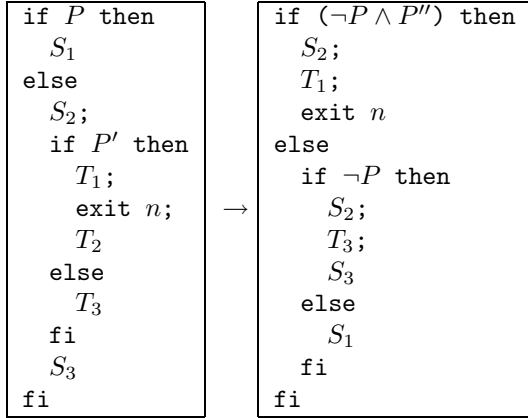 if P then
S₁
else
S₂;
if P′ then
T₁;
exit n;
T₂
else
T₃
fi
S₃
fi
→
if (¬P ∧ P″) then
S₂;
T₁;
exit n
else
if ¬P then
S₂;
T₃;
S₃
else
S₁
fi
fi